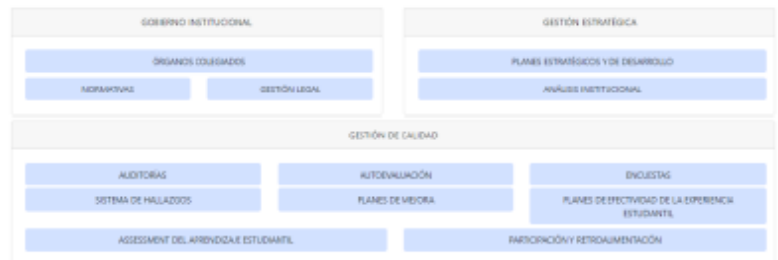 GOBIERNO INSTITUCIONAL
ÓRGANOS COLEGIADOS
NORMATIVAS
GESTIÓN LEGAL
GESTIÓN ESTRATÉGICA
PLANES ESTRATÉGICOS Y DE DESARROLLO
ANÁLISIS INSTITUCIONAL
GESTIÓN DE CALIDAD
AUDITORÍAS
AUTOEVALUACIÓN
ENCUESTAS
SISTEMA DE HALLAZGOS
PLANES DE MEJORA
PLANES DE EFECTIVIDAD DE LA EXPERIENCIA
ESTUDIANTIL
ASSESSMENT DEL APRENDIZAJE ESTUDIANTIL
PARTICIPACIÓN Y RETROALIMENTACIÓN